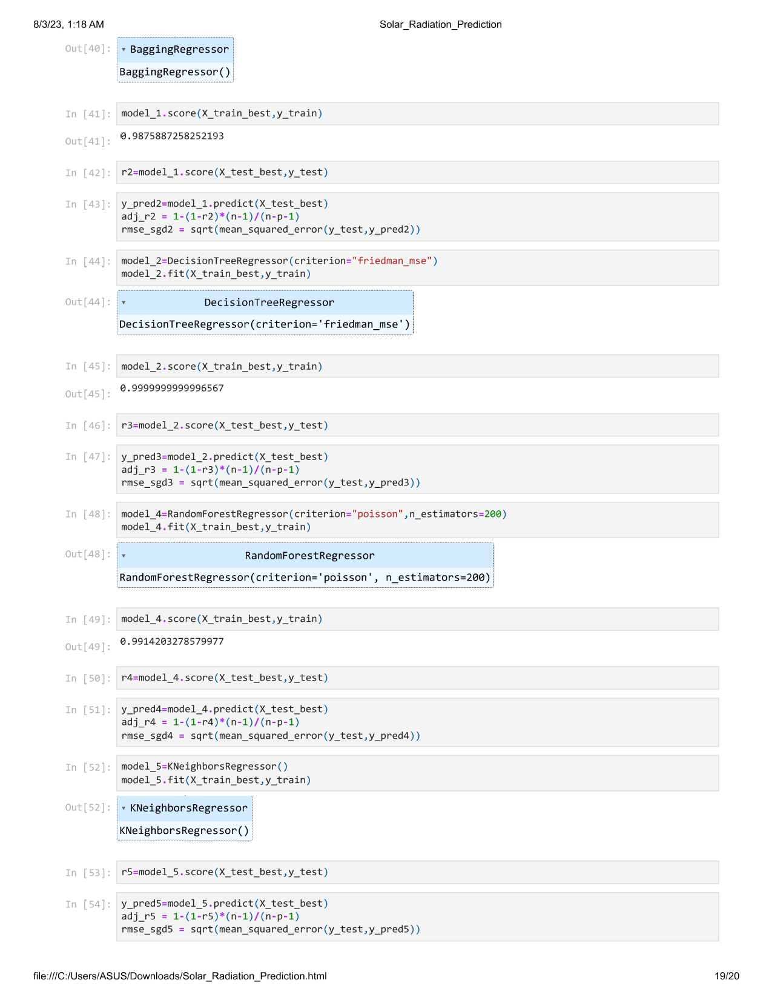 8/3/23, 1:18 AM Solar_Radiation_Prediction
Out[40]: ▾ BaggingRegressor
BaggingRegressor()
In [41]: model_1.score(X_train_best,y_train)
0.9875887258252193
Out[41]:
In [42]: r2=model_1.score(X_test_best,y_test)
In [43]: y_pred2=model_1.predict(X_test_best)
adj_r2 = 1-(1-r2)*(n-1)/(n-p-1)
rmse_sgd2 = sqrt(mean_squared_error(y_test,y_pred2))
In [44]: model_2=DecisionTreeRegressor(criterion="friedman_mse")
model_2.fit(X_train_best,y_train)
Out[44]: ▾ DecisionTreeRegressor
DecisionTreeRegressor(criterion='friedman_mse')
In [45]: model_2.score(X_train_best,y_train)
0.9999999999996567
Out[45]:
In [46]: r3=model_2.score(X_test_best,y_test)
In [47]: y_pred3=model_2.predict(X_test_best)
adj_r3 = 1-(1-r3)*(n-1)/(n-p-1)
rmse_sgd3 = sqrt(mean_squared_error(y_test,y_pred3))
In [48]: model_4=RandomForestRegressor(criterion="poisson",n_estimators=200)
model_4.fit(X_train_best,y_train)
Out[48]: ▾ RandomForestRegressor
RandomForestRegressor(criterion='poisson', n_estimators=200)
In [49]: model_4.score(X_train_best,y_train)
0.9914203278579977
Out[49]:
In [50]: r4=model_4.score(X_test_best,y_test)
In [51]: y_pred4=model_4.predict(X_test_best)
adj_r4 = 1-(1-r4)*(n-1)/(n-p-1)
rmse_sgd4 = sqrt(mean_squared_error(y_test,y_pred4))
In [52]: model_5=KNeighborsRegressor()
model_5.fit(X_train_best,y_train)
Out[52]: ▾ KNeighborsRegressor
KNeighborsRegressor()
In [53]: r5=model_5.score(X_test_best,y_test)
In [54]: y_pred5=model_5.predict(X_test_best)
adj_r5 = 1-(1-r5)*(n-1)/(n-p-1)
rmse_sgd5 = sqrt(mean_squared_error(y_test,y_pred5))
file:///C:/Users/ASUS/Downloads/Solar_Radiation_Prediction.html 19/20